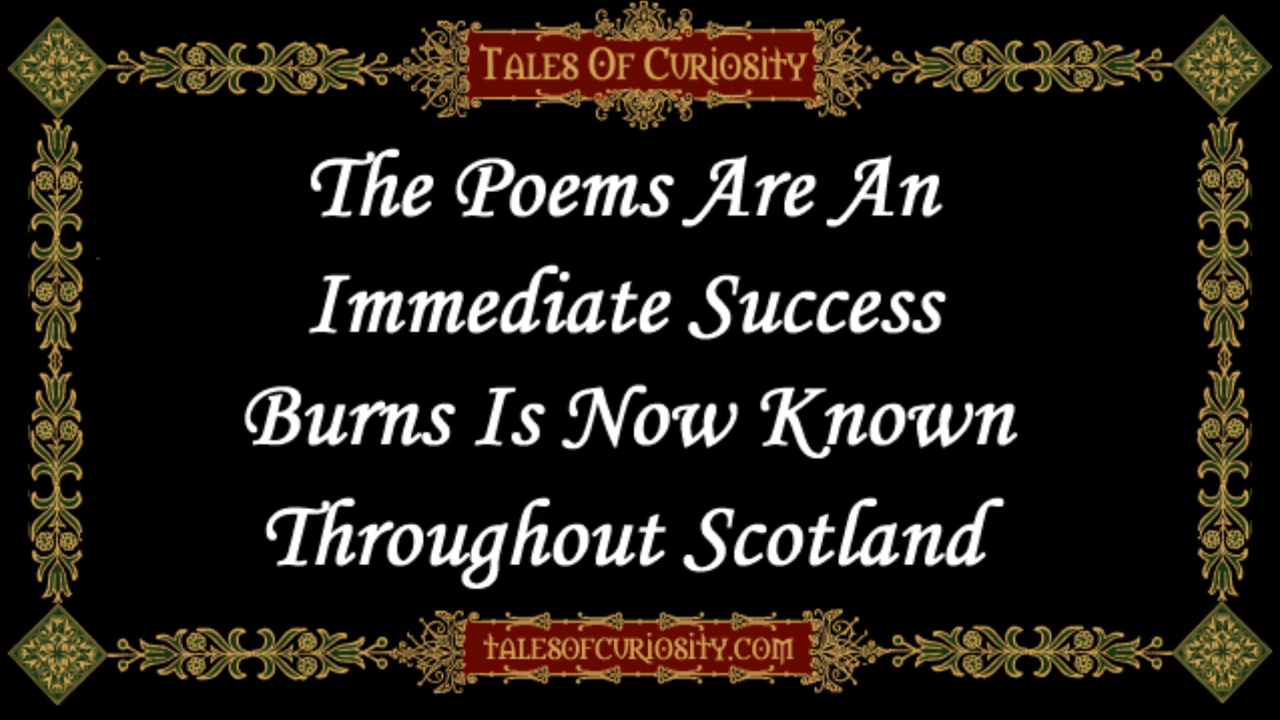 Tales Of Curiosity
The Poems Are An
Immediate Success
Burns Is Now Known
Throughout Scotland
talesofcuriosity.com